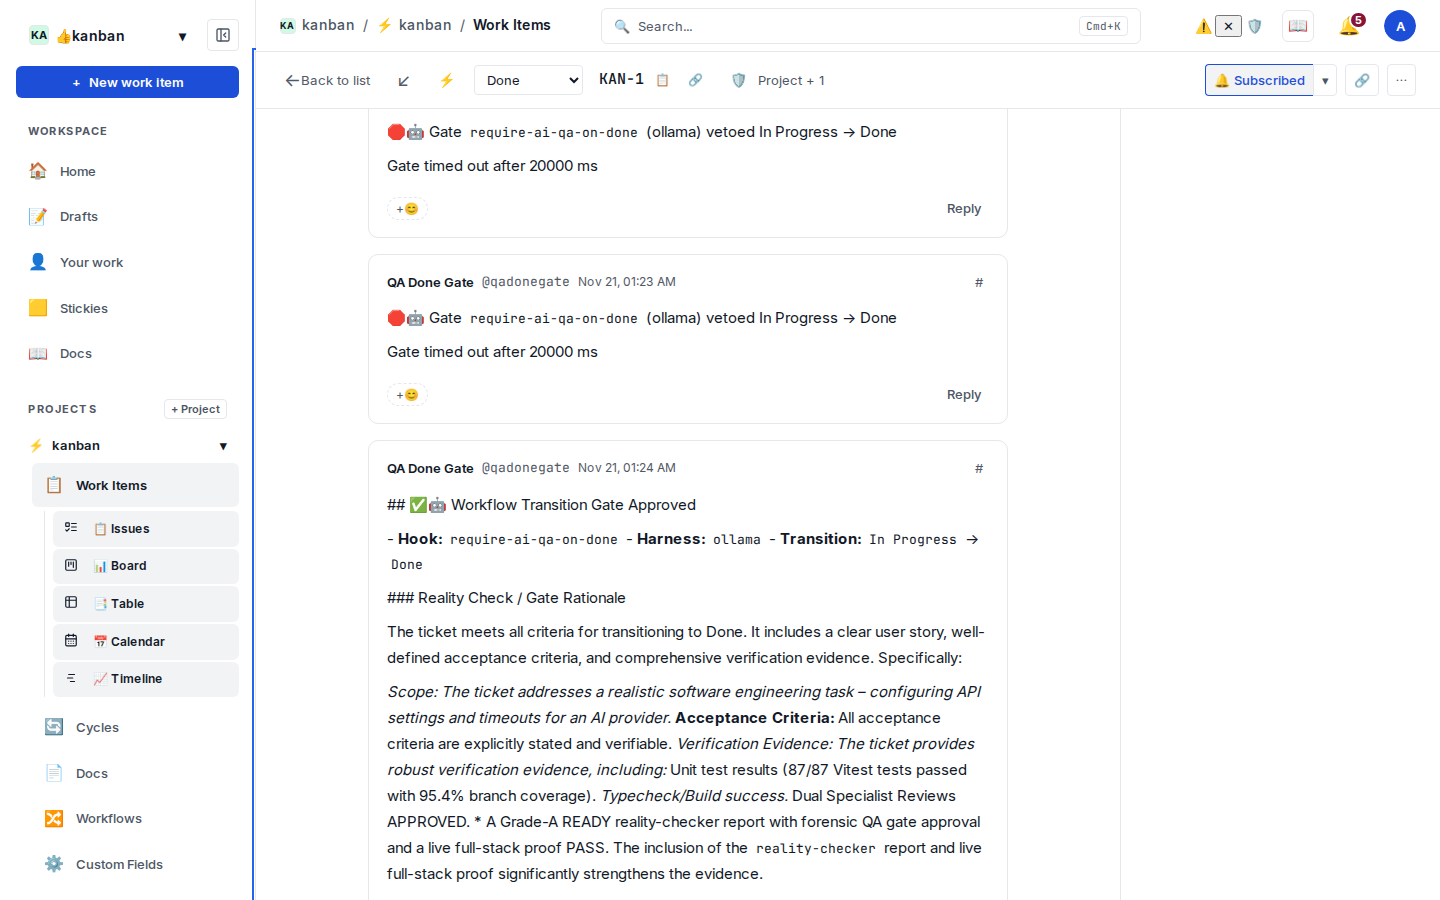 KA 👍kanban ▼
+ New work item
WORKSPACE
🏠 Home
📝 Drafts
👤 Your work
🟨 Stickies
📖 Docs
PROJECTS + Project
⚡ kanban ▼
📋 Work Items
📋 Issues
📊 Board
📑 Table
📅 Calendar
📈 Timeline
🔄 Cycles
📄 Docs
🔀 Workflows
⚙️ Custom Fields
KA kanban / ⚡ kanban / Work Items
🔍 Search... Cmd+K
⚠️ ✕ 🛡️ 📖 🔔 5 A
←Back to list ↙ ⚡ Done KAN-1 📋 🔗 🛡️ Project + 1
🔔 Subscribed ▾ 🔗 ···
🛑🤖 Gate require-ai-qa-on-done (ollama) vetoed In Progress → Done
Gate timed out after 20000 ms
+😊 Reply
QA Done Gate @qadonegate Nov 21, 01:23 AM #
🛑🤖 Gate require-ai-qa-on-done (ollama) vetoed In Progress → Done
Gate timed out after 20000 ms
+😊 Reply
QA Done Gate @qadonegate Nov 21, 01:24 AM #
## ✅🤖 Workflow Transition Gate Approved
- Hook: require-ai-qa-on-done - Harness: ollama - Transition: In Progress →
Done
### Reality Check / Gate Rationale
The ticket meets all criteria for transitioning to Done. It includes a clear user story, well-
defined acceptance criteria, and comprehensive verification evidence. Specifically:
Scope: The ticket addresses a realistic software engineering task – configuring API
settings and timeouts for an AI provider. Acceptance Criteria: All acceptance
criteria are explicitly stated and verifiable. Verification Evidence: The ticket provides
robust verification evidence, including: Unit test results (87/87 Vitest tests passed
with 95.4% branch coverage). Typecheck/Build success. Dual Specialist Reviews
APPROVED. * A Grade-A READY reality-checker report with forensic QA gate approval
and a live full-stack proof PASS. The inclusion of the reality-checker report and live
full-stack proof significantly strengthens the evidence.